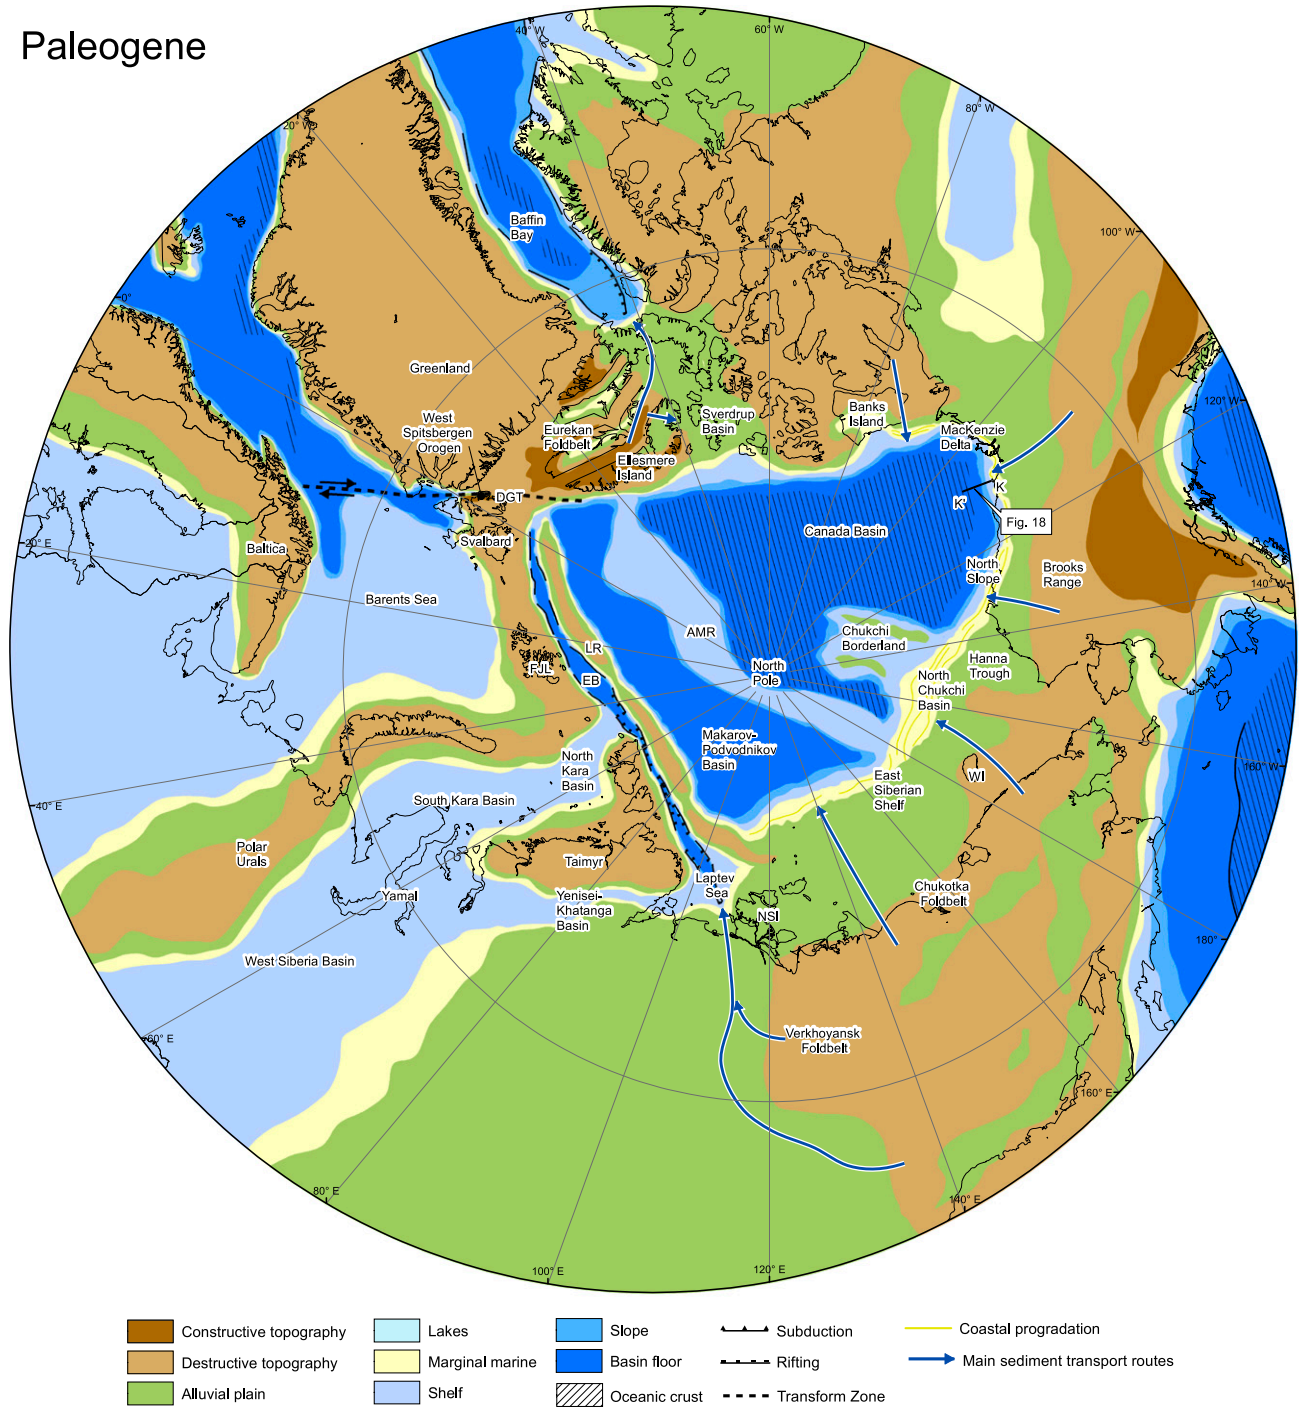 Paleogene
40° W
60° W
80° W
20° W
100° W
0°
120° W
20° E
140° W
40° E
160° W
60° E
180°
80° E
160° E
100° E
120° E
140° E
Baffin
Bay
Greenland
West
Spitsbergen
Orogen
Eurekan
Foldbelt
Sverdrup
Basin
Banks
Island
MacKenzie
Delta
Ellesmere
Island
DGT
K
K'
Fig. 18
Svalbard
Canada Basin
Baltica
Brooks
Range
North
Slope
Barents Sea
AMR
Chukchi
Borderland
LR
FJL
EB
North
Pole
Hanna
Trough
North
Chukchi
Basin
Makarov-
Podvodnikov
Basin
North
Kara
Basin
WI
East
Siberian
Shelf
South Kara Basin
Polar
Urals
Taimyr
Yamal
Laptev
Sea
Yenisei-
Khatanga
Basin
NSI
Chukotka
Foldbelt
West Siberia Basin
Verkhoyansk
Foldbelt
Constructive topography
Destructive topography
Alluvial plain
Lakes
Marginal marine
Shelf
Slope
Basin floor
Oceanic crust
Subduction
Rifting
Transform Zone
Coastal progradation
Main sediment transport routes